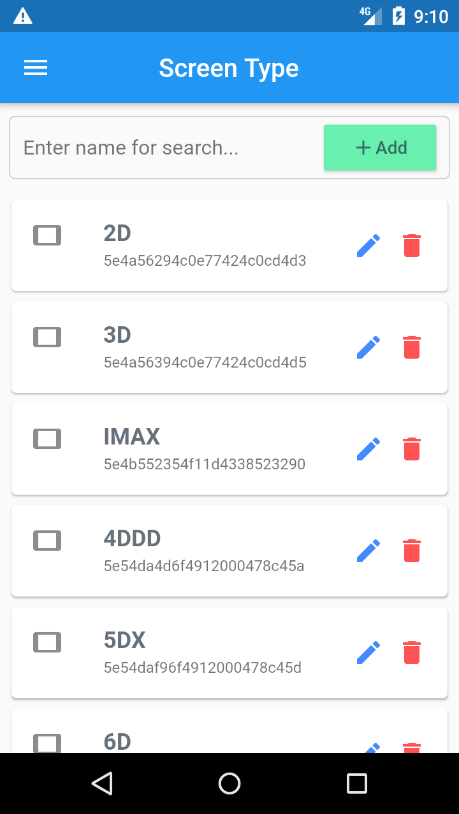 4G 9:10
Screen Type
Enter name for search... + Add
2D
5e4a56294c0e77424c0cd4d3
3D
5e4a56394c0e77424c0cd4d5
IMAX
5e4b552354f11d4338523290
4DDD
5e54da4d6f4912000478c45a
5DX
5e54daf96f4912000478c45d
6D